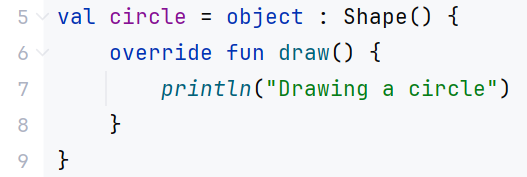 5 val circle = object : Shape() {
6     override fun draw() {
7         println("Drawing a circle")
8     }
9 }